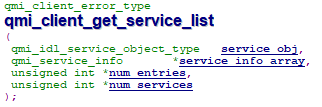 qmi_client_error_type
qmi_client_get_service_list
(
qmi_idl_service_object_type service_obj,
qmi_service_info *service_info_array,
unsigned int *num_entries,
unsigned int *num_services
);